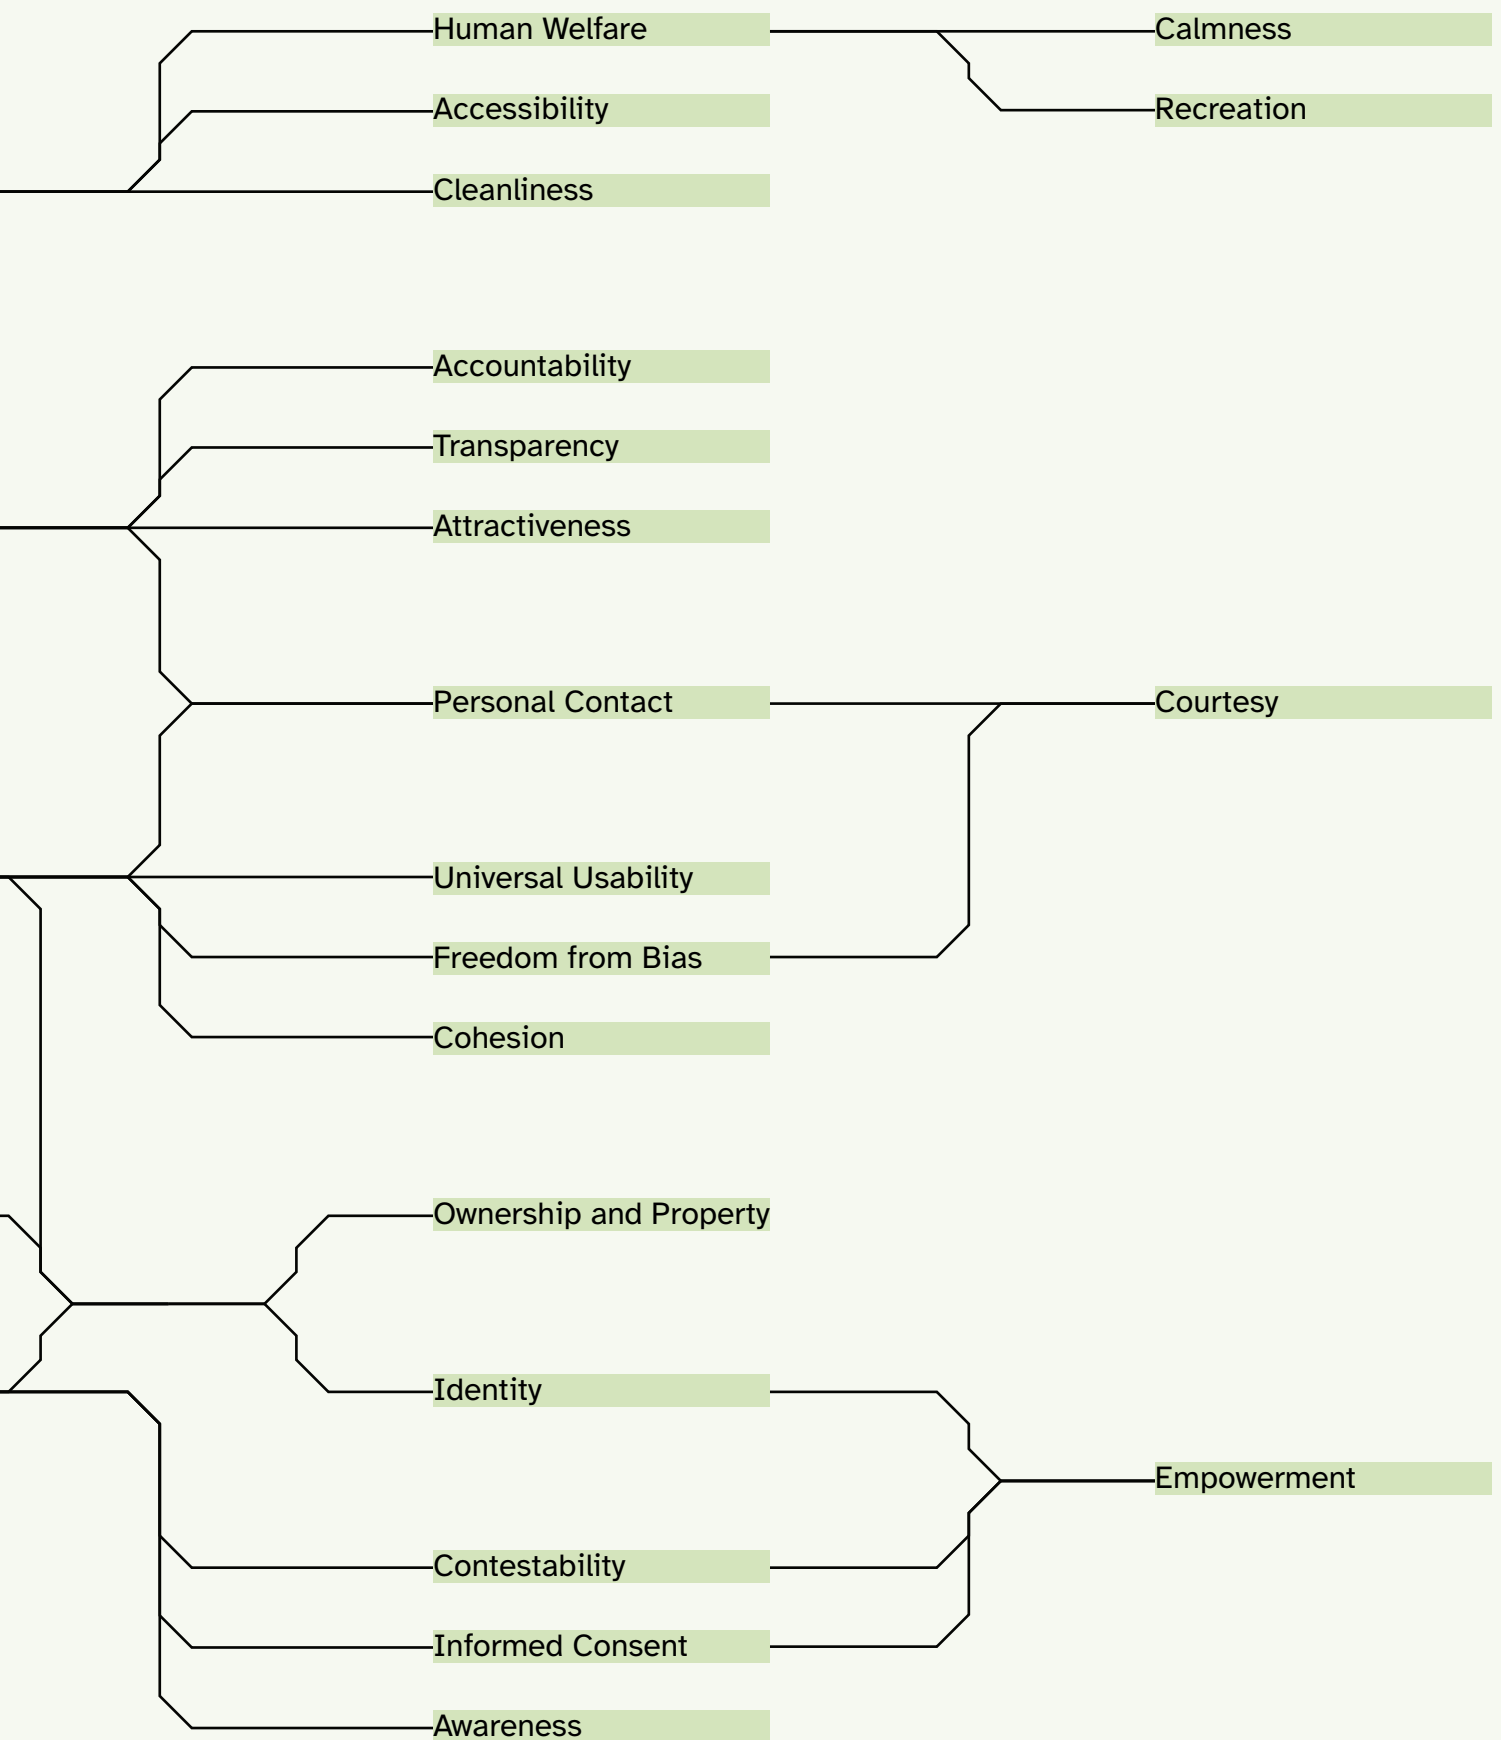 Human Welfare
Calmness
Accessibility
Recreation
Cleanliness
Accountability
Transparency
Attractiveness
Personal Contact
Courtesy
Universal Usability
Freedom from Bias
Cohesion
Ownership and Property
Identity
Empowerment
Contestability
Informed Consent
Awareness